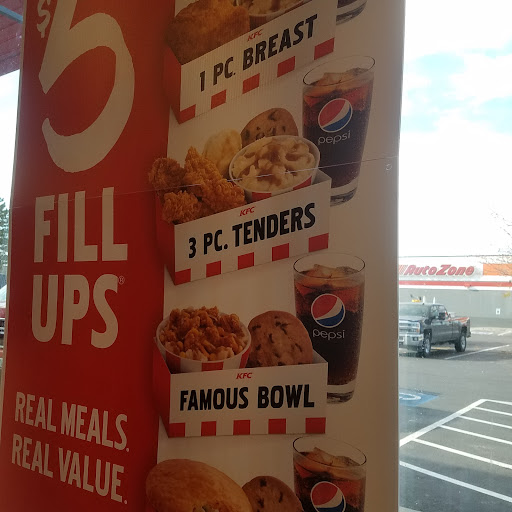 $5
FILL
UPS®
REAL MEALS.
REAL VALUE.
KFC
1 PC. BREAST
pepsi
KFC
3 PC. TENDERS
pepsi
KFC
FAMOUS BOWL
pepsi
AutoZone